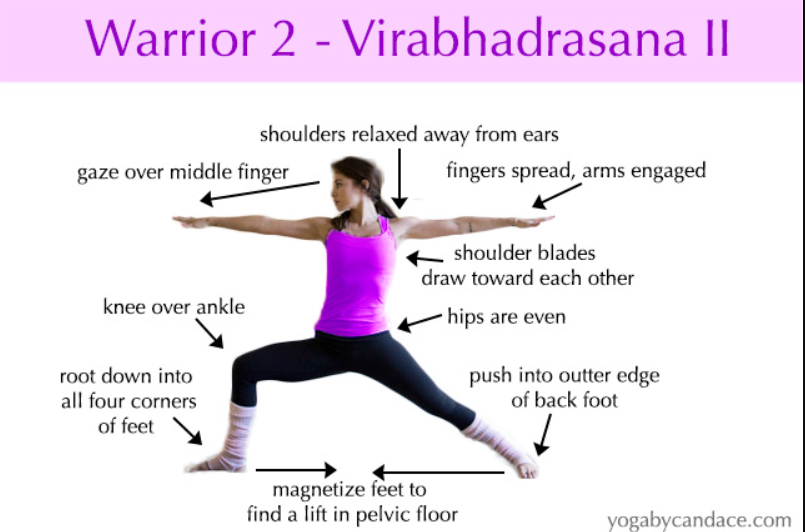 Warrior 2 - Virabhadrasana II
shoulders relaxed away from ears
gaze over middle finger
fingers spread, arms engaged
shoulder blades
draw toward each other
knee over ankle
hips are even
root down into
all four corners
of feet
push into outter edge
of back foot
magnetize feet to
find a lift in pelvic floor
yogabycandace.com